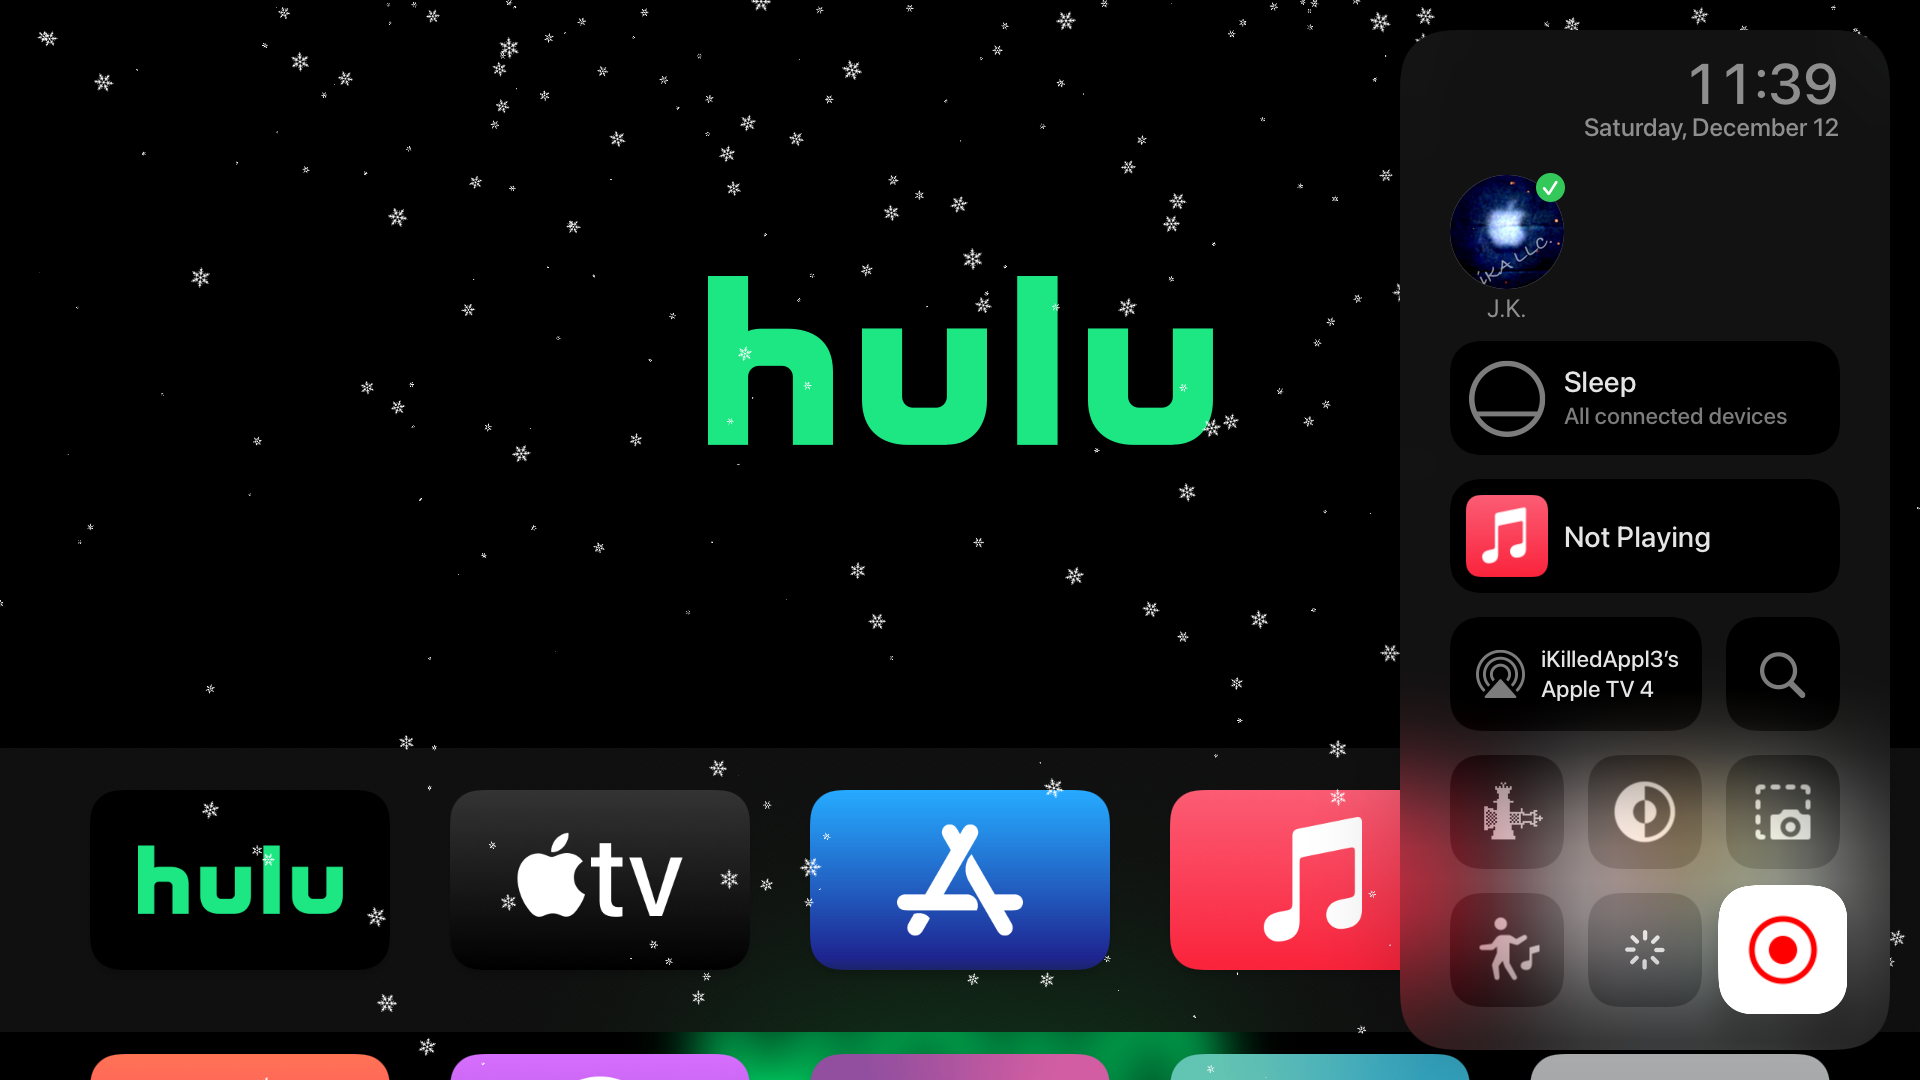 hulu
11:39
Saturday, December 12
iKA LLC.
J.K.
Sleep
All connected devices
Not Playing
iKilledAppl3’s
Apple TV 4
hulu
tv